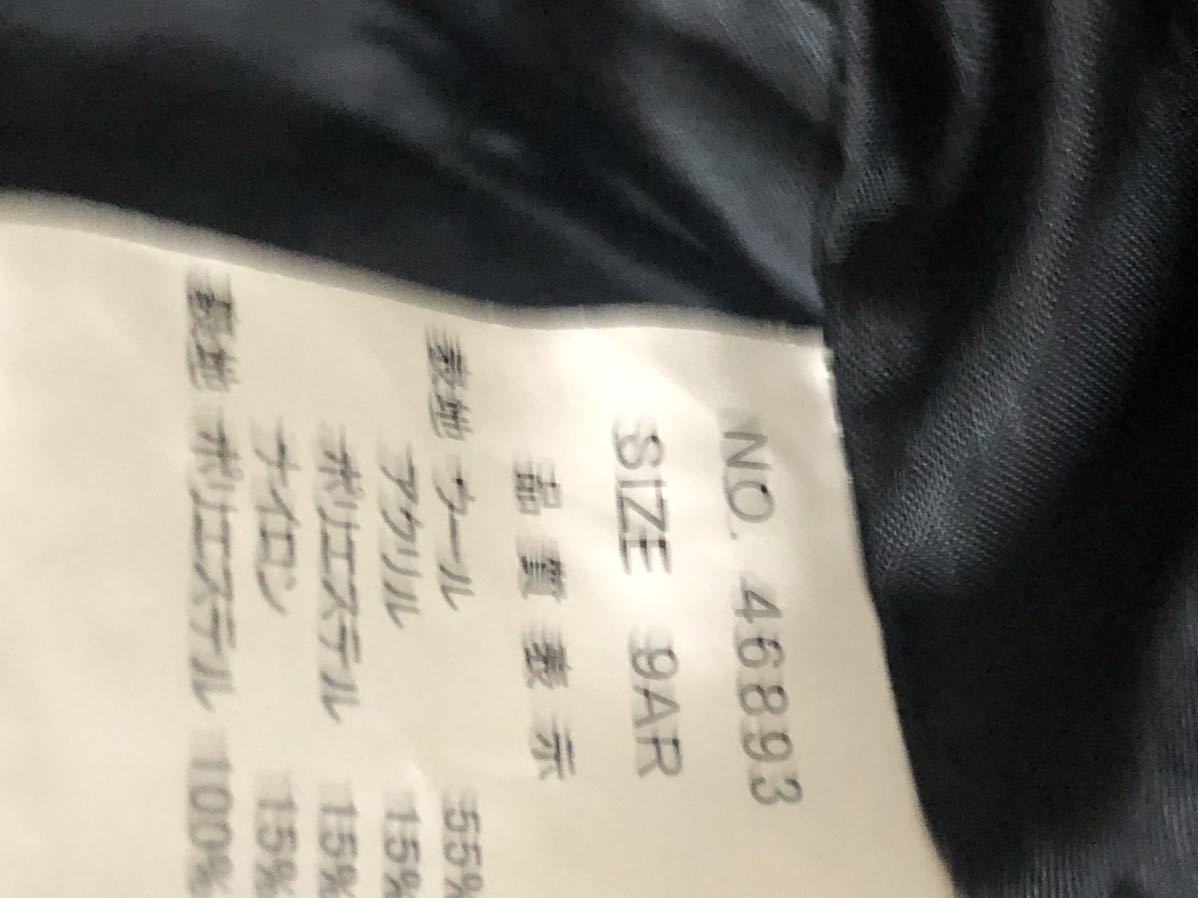 NO. 46893
SIZE 9AR
品質表示
表地 ウール 55%
アクリル 15%
ポリエステル 15%
ナイロン 15%
裏地 ポリエステル 100%